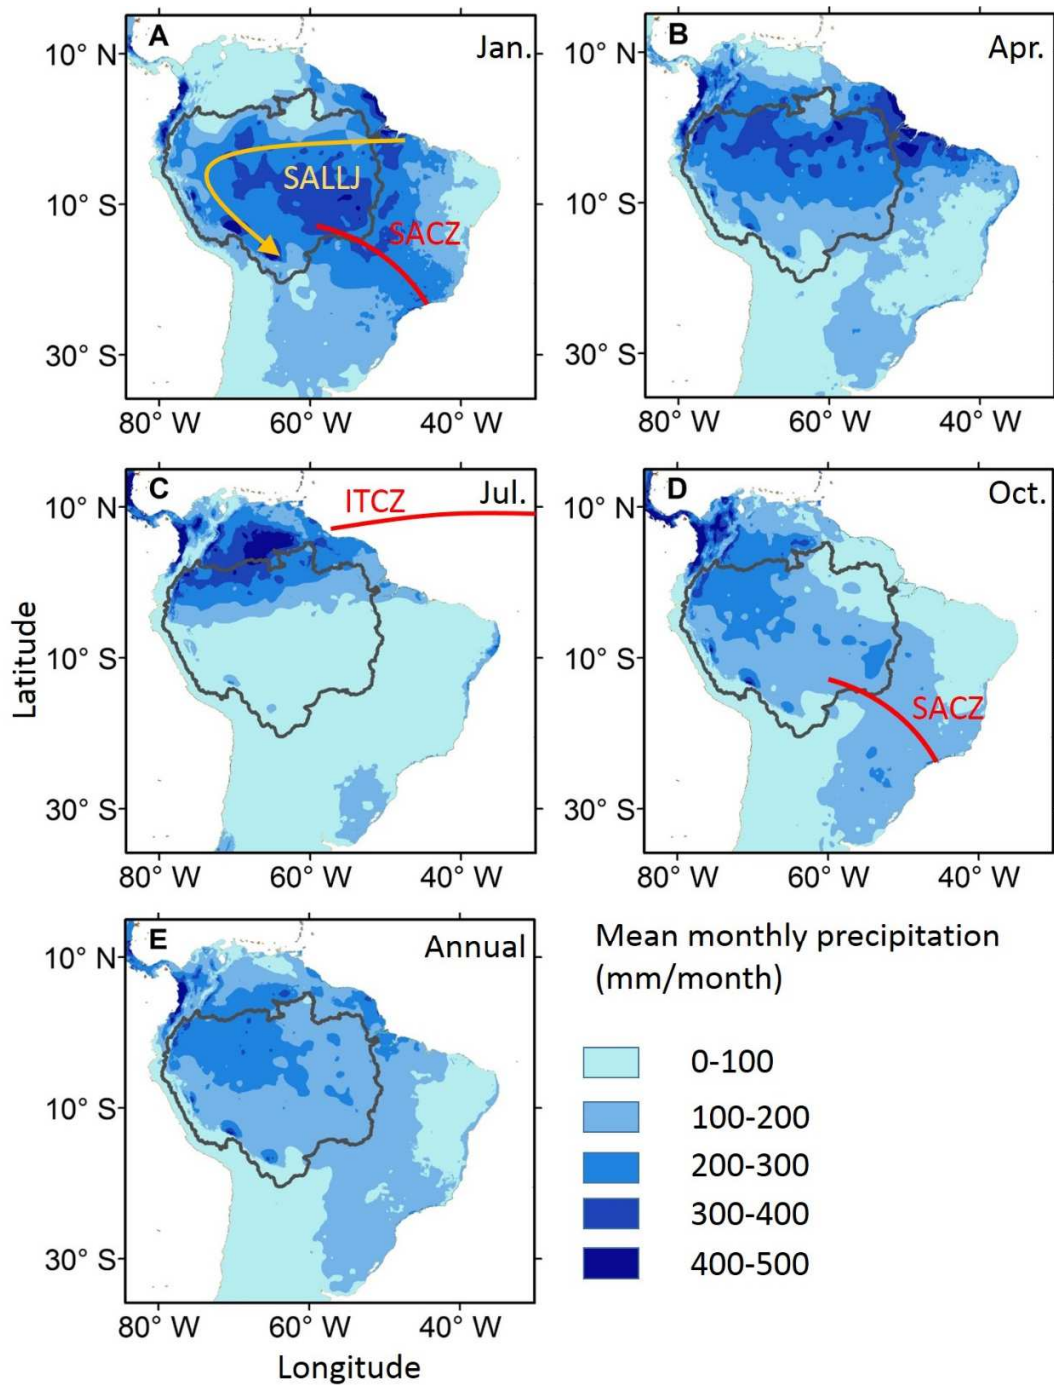 A
Jan.
10° N
SALLJ
10° S
SACZ
30° S
80° W 60° W 40° W
B
Apr.
10° N
10° S
30° S
80° W 60° W 40° W
C
Jul.
10° N
ITCZ
10° S
30° S
80° W 60° W 40° W
D
Oct.
10° N
10° S
SACZ
30° S
80° W 60° W 40° W
Latitude
E
Annual
10° N
10° S
30° S
80° W 60° W 40° W
Longitude
Mean monthly precipitation
(mm/month)
0-100
100-200
200-300
300-400
400-500